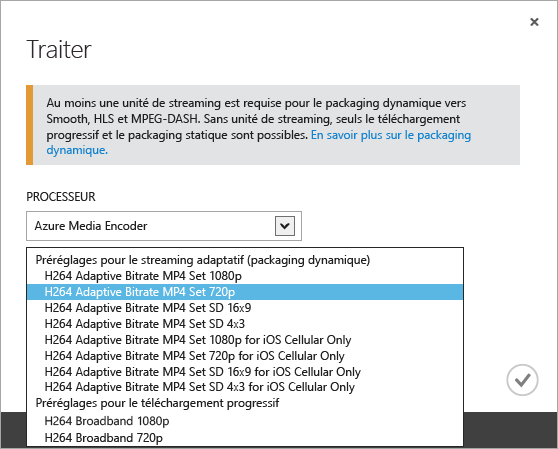 Traiter
Au moins une unité de streaming est requise pour le packaging dynamique vers
Smooth, HLS et MPEG-DASH. Sans unité de streaming, seuls le téléchargement
progressif et le packaging statique sont possibles. En savoir plus sur le packaging
dynamique.
PROCESSEUR
Azure Media Encoder
Préréglages pour le streaming adaptatif (packaging dynamique)
H264 Adaptive Bitrate MP4 Set 1080p
H264 Adaptive Bitrate MP4 Set 720p
H264 Adaptive Bitrate MP4 Set SD 16x9
H264 Adaptive Bitrate MP4 Set SD 4x3
H264 Adaptive Bitrate MP4 Set 1080p for iOS Cellular Only
H264 Adaptive Bitrate MP4 Set 720p for iOS Cellular Only
H264 Adaptive Bitrate MP4 Set SD 16x9 for iOS Cellular Only
H264 Adaptive Bitrate MP4 Set SD 4x3 for iOS Cellular Only
Préréglages pour le téléchargement progressif
H264 Broadband 1080p
H264 Broadband 720p